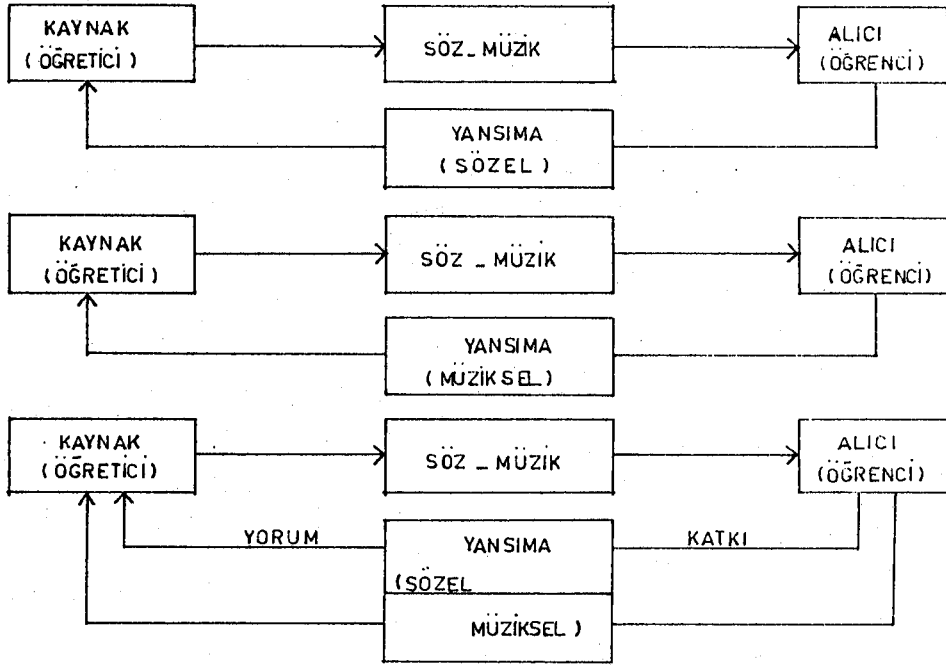 KAYNAK
(ÖĞRETİCİ)
SÖZ_MÜZİK
ALICI
(ÖĞRENCİ)
YANSIMA
(SÖZEL)
KAYNAK
(ÖĞRETİCİ)
SÖZ_MÜZİK
ALICI
(ÖĞRENCİ)
YANSIMA
(MÜZİKSEL)
KAYNAK
(ÖĞRETİCİ)
SÖZ_MÜZİK
ALICI
(ÖĞRENCİ)
YORUM
YANSIMA
KATKI
(SÖZEL
MÜZİKSEL)